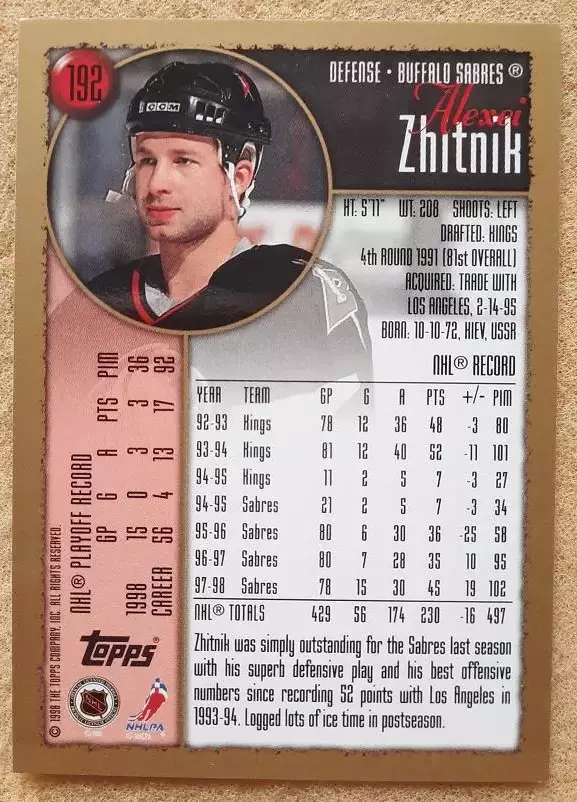 192
DEFENSE • BUFFALO SABRES ®
Alexei
Zhitnik
CCM
HT: 5'11" WT: 208 SHOOTS: LEFT
DRAFTED: KINGS
4th ROUND 1991 (81st OVERALL)
ACQUIRED: TRADE WITH
LOS ANGELES, 2-14-95
BORN: 10-10-72, KIEV, USSR
NHL® RECORD
YEAR TEAM GP G A PTS +/- PIM
92-93 Kings 78 12 36 48 -3 80
93-94 Kings 81 12 40 52 -11 101
94-95 Kings 11 2 5 7 -3 27
94-95 Sabres 21 2 5 7 -3 34
95-96 Sabres 80 6 30 36 -25 58
96-97 Sabres 80 7 28 35 10 95
97-98 Sabres 78 15 30 45 19 102
NHL® TOTALS 429 56 174 230 -16 497
Zhitnik was simply outstanding for the Sabres last season
with his superb defensive play and his best offensive
numbers since recording 52 points with Los Angeles in
1993-94. Logged lots of ice time in postseason.
NHL® PLAYOFF RECORD
GP G A PTS PIM
1998 15 0 3 3 36
CAREER 56 4 13 17 92
© 1998 THE TOPPS COMPANY, INC. ALL RIGHTS RESERVED.
Topps®
NHL
NHLPA